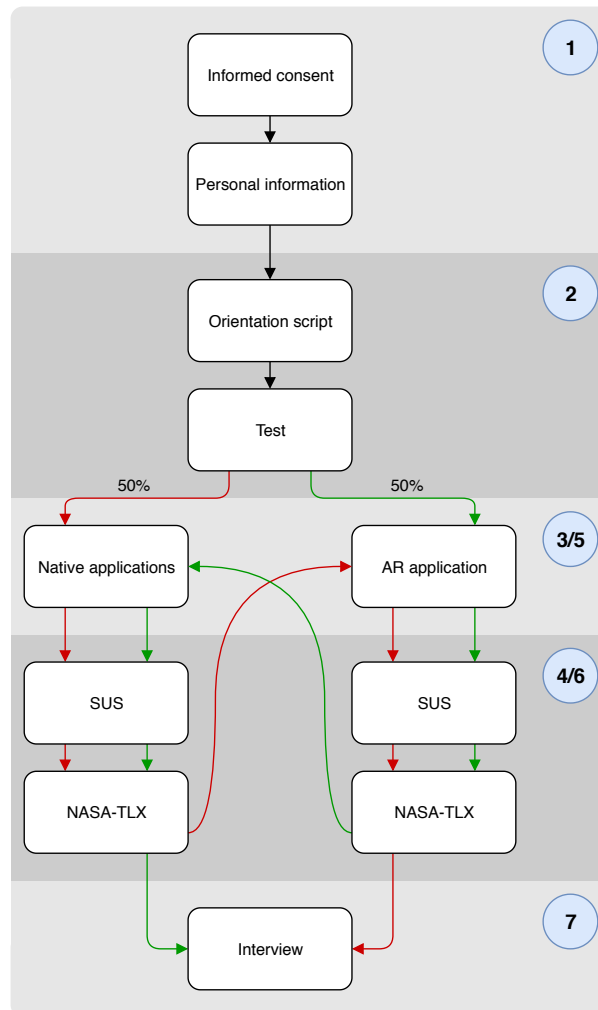 1
Informed consent
Personal information
2
Orientation script
Test
50%
50%
3/5
Native applications
AR application
4/6
SUS
SUS
NASA-TLX
NASA-TLX
7
Interview